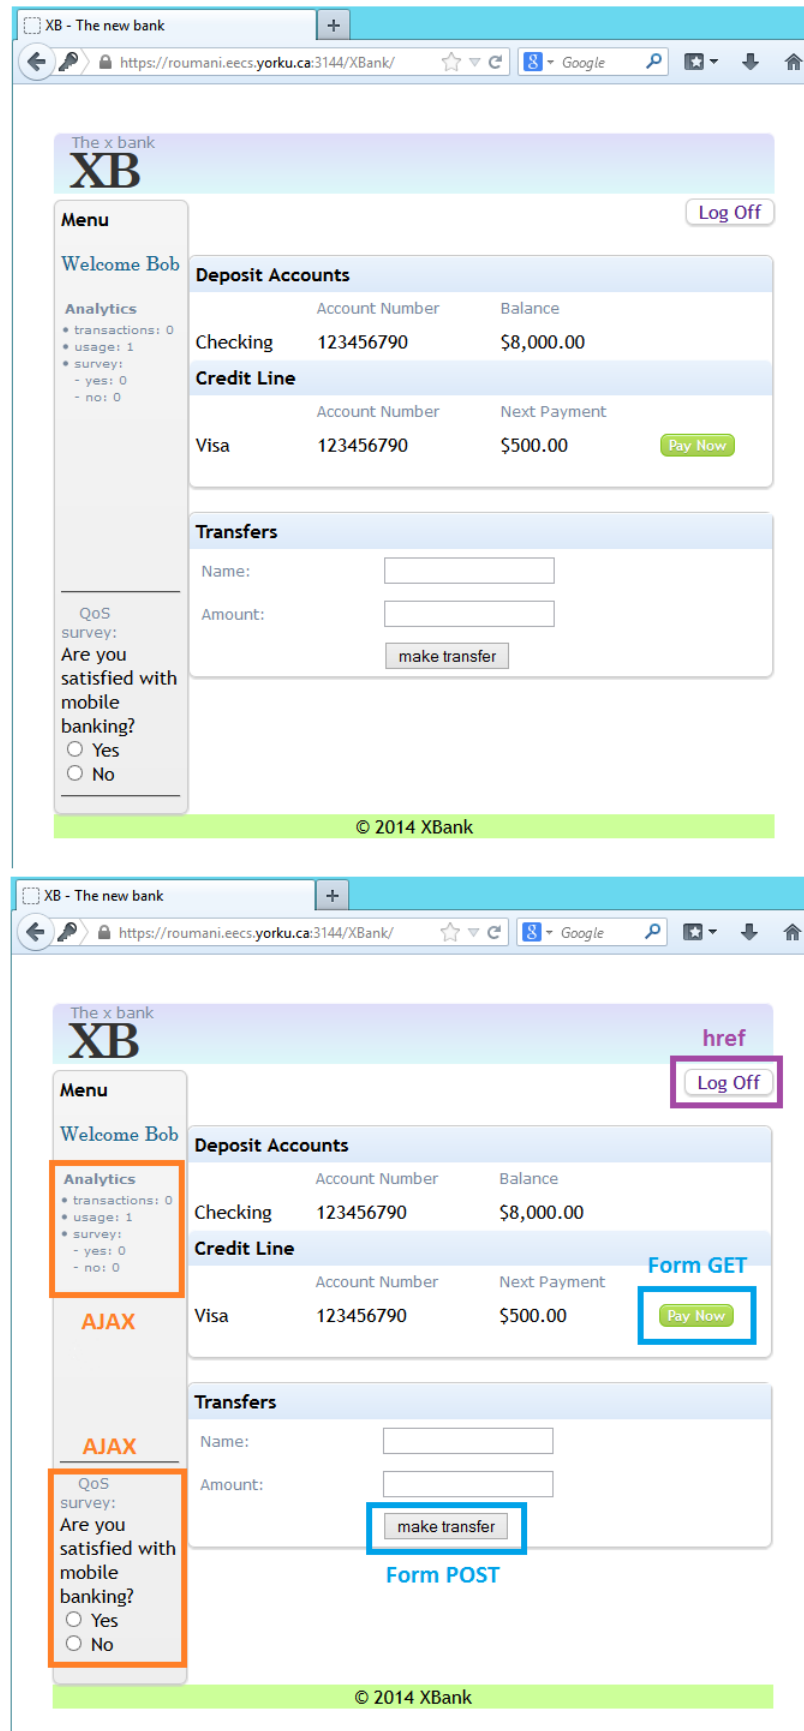 XB - The new bank
https://roumani.eecs.yorku.ca:3144/XBank/
8 Google
The x bank
XB
Log Off
Menu
Welcome Bob
Analytics
• transactions: 0
• usage: 1
• survey:
- yes: 0
- no: 0
Deposit Accounts
Account Number Balance
Checking 123456790 $8,000.00
Credit Line
Account Number Next Payment
Visa 123456790 $500.00 Pay Now
Transfers
Name:
Amount:
make transfer
QoS
survey:
Are you
satisfied with
mobile
banking?
Yes
No
© 2014 XBank
XB - The new bank
https://roumani.eecs.yorku.ca:3144/XBank/
8 Google
The x bank
XB
href
Log Off
Menu
Welcome Bob
Analytics
• transactions: 0
• usage: 1
• survey:
- yes: 0
- no: 0
AJAX
Deposit Accounts
Account Number Balance
Checking 123456790 $8,000.00
Credit Line
Form GET
Account Number Next Payment
Visa 123456790 $500.00 Pay Now
Transfers
Name:
Amount:
make transfer
Form POST
AJAX
QoS
survey:
Are you
satisfied with
mobile
banking?
Yes
No
© 2014 XBank